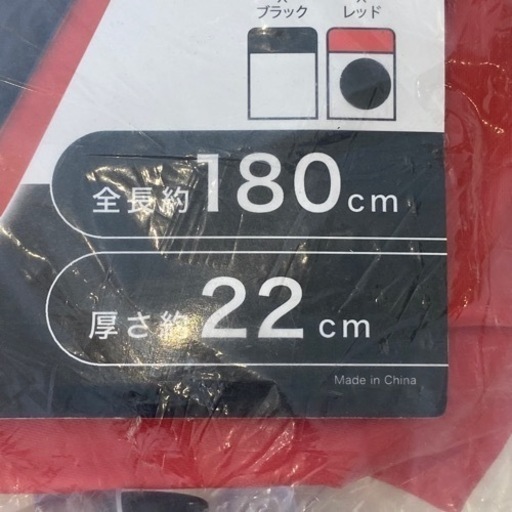 ブラック レッド
全長約180cm
厚さ約22cm
Made in China